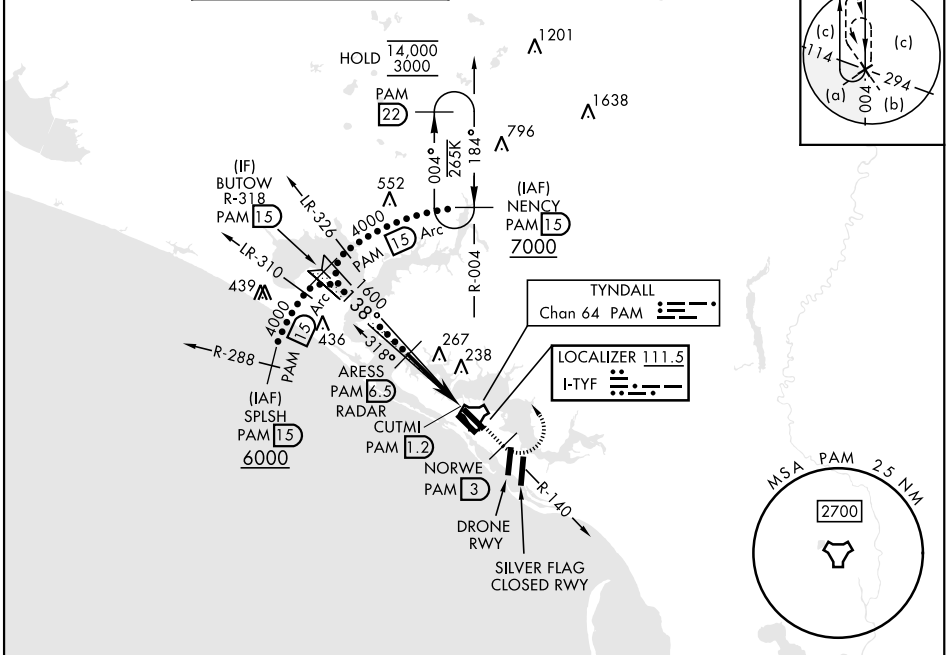 HOLD 14,000
3000
1201
PAM
22
1638
796
004°
265K
184°
(IF)
BUTOW
R-318
PAM 15
552
LR-326
4000
PAM 15 Arc
(IAF)
NENCY
PAM 15
7000
R-004
LR-310
439
4000
PAM 15 Arc
436
1600
138°
318°
R-288
(IAF)
SPLSH
PAM 15
6000
267
238
ARESS
PAM 6.5
RADAR
CUTMI
PAM 1.2
TYNDALL
Chan 64 PAM
LOCALIZER 111.5
I-TYF
NORWE
PAM 3
R-140
DRONE
RWY
SILVER FLAG
CLOSED RWY
(c)
(c)
114
294
(a)
004
(b)
MSA PAM 25 NM
2700